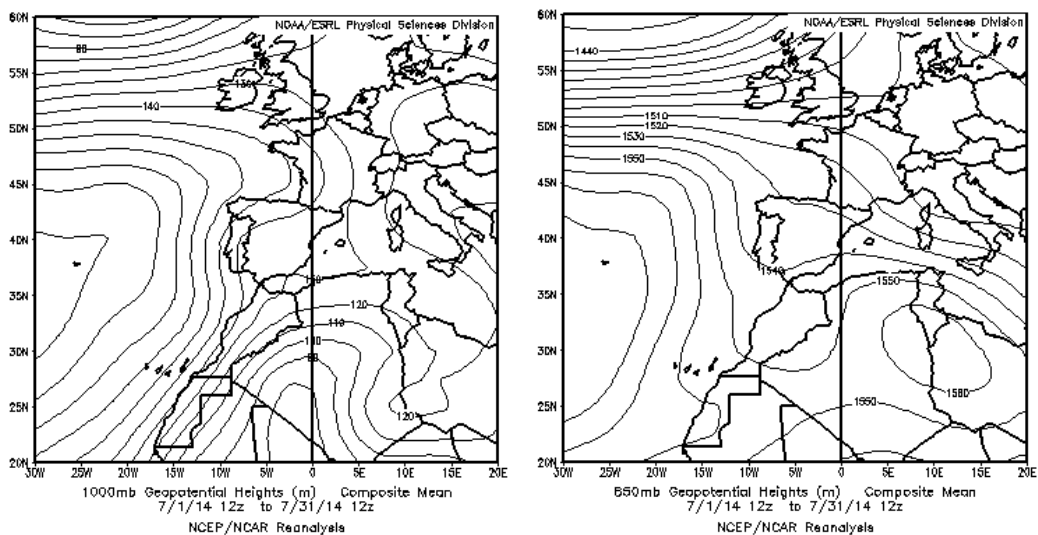 60N
NOAA/ESRL Physical Sciences Division
80
55N
140
50N
45N
40N
35N
120
110
30N
25N
120
20N
30W 25W 20W 15W 10W 5W 0 5E 10E 15E 20E
1000mb Geopotential Heights (m) Composite Mean
7/1/14 12z to 7/31/14 12z
NCEP/NCAR Reanalysis
60N
NOAA/ESRL Physical Sciences Division
1440
55N
1510
50N
1520
1530
1550
45N
40N
1540
35N
1550
30N
1560
25N
1550
20N
30W 25W 20W 15W 10W 5W 0 5E 10E 15E 20E
850mb Geopotential Heights (m) Composite Mean
7/1/14 12z to 7/31/14 12z
NCEP/NCAR Reanalysis